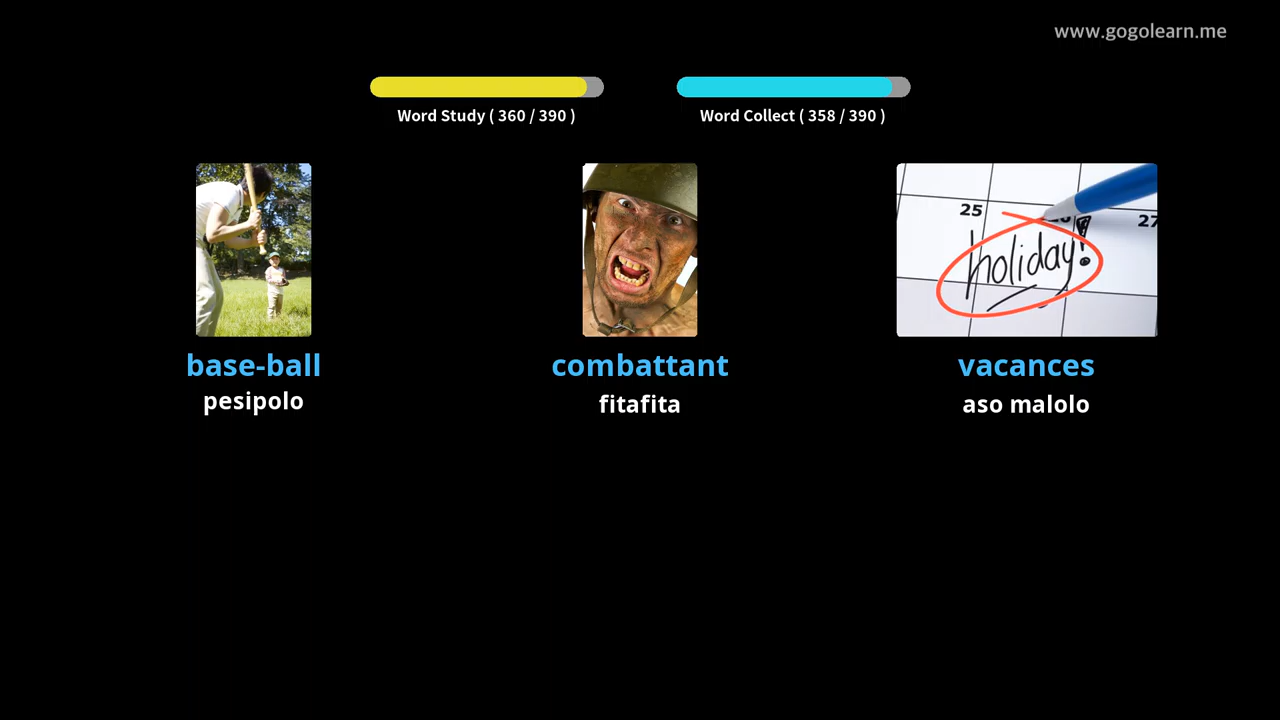 www.gogolearn.me
Word Study ( 360 / 390 )
Word Collect ( 358 / 390 )
25
27
holiday!
base-ball
combattant
vacances
pesipolo
fitafita
aso malolo